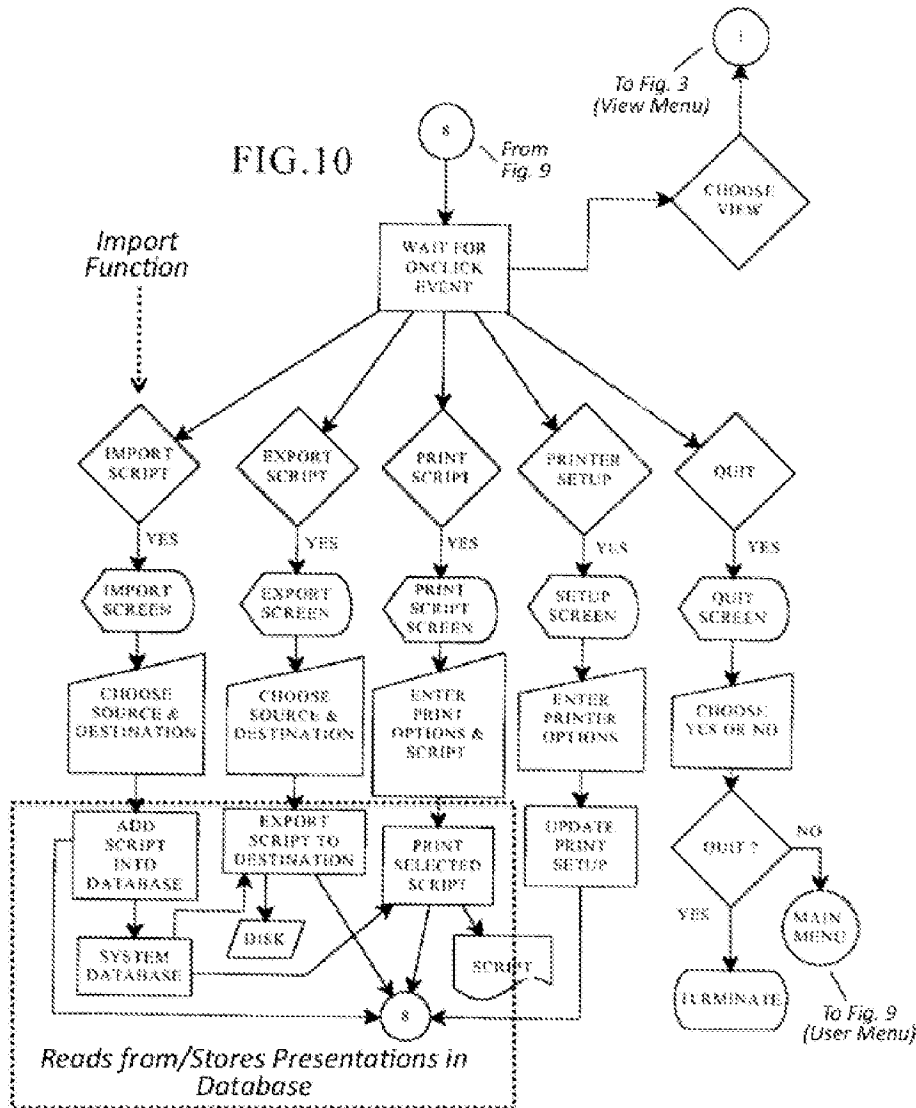 1
To Fig. 3
(View Menu)
8
From
Fig. 9
FIG.10
CHOOSE
VIEW
Import
Function
WAIT FOR
ONCLICK
EVENT
IMPORT
SCRIPT
EXPORT
SCRIPT
PRINT
SCRIPT
PRINTER
SETUP
QUIT
YES
YES
YES
YES
YES
IMPORT
SCREEN
EXPORT
SCREEN
PRINT
SCRIPT
SCREEN
SETUP
SCREEN
QUIT
SCREEN
CHOOSE
SOURCE &
DESTINATION
CHOOSE
SOURCE &
DESTINATION
ENTER
PRINT
OPTIONS &
SCRIPT
ENTER
PRINTER
OPTIONS
CHOOSE
YES OR NO
ADD
SCRIPT
INTO
DATABASE
EXPORT
SCRIPT TO
DESTINATION
PRINT
SELECTED
SCRIPT
UPDATE
PRINT
SETUP
QUIT ?
NO
YES
SYSTEM
DATABASE
DISK
SCRIPT
MAIN
MENU
8
TERMINATE
To Fig. 9
(User Menu)
Reads from/Stores Presentations in
Database